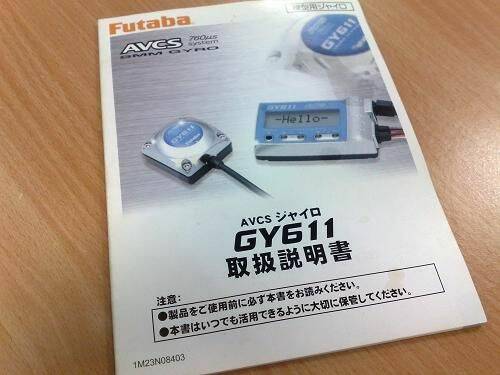 Futaba
模型用ジャイロ
AVCS 760μs system
SMM GYRO
GY611
GY611
-Hello-
AVCS ジャイロ
GY611
取扱説明書
注意:
●製品をご使用前に必ず本書をお読みください。
●本書はいつでも活用できるように大切に保管してください。
1M23N08403